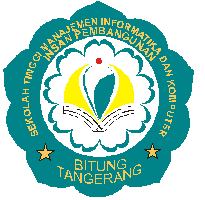 SEKOLAH TINGGI MANAJEMEN INFORMATIKA DAN KOMPUTER
INSAN PEMBANGUNAN
BITUNG
TANGERANG